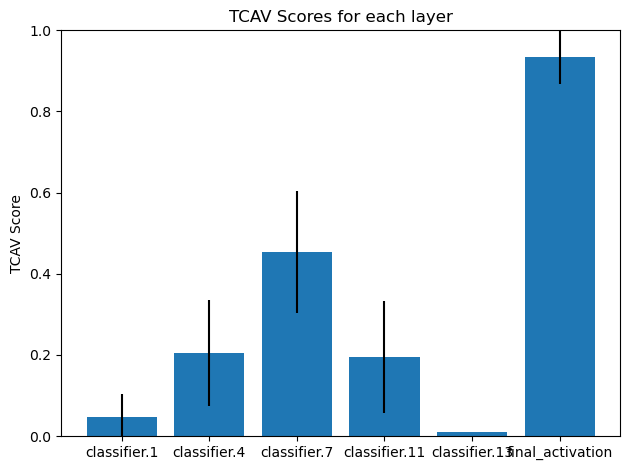 TCAV Scores for each layer
1.0
0.8
0.6
0.4
0.2
0.0
TCAV Score
classifier.1 classifier.4 classifier.7 classifier.11 classifier.13 final_activation